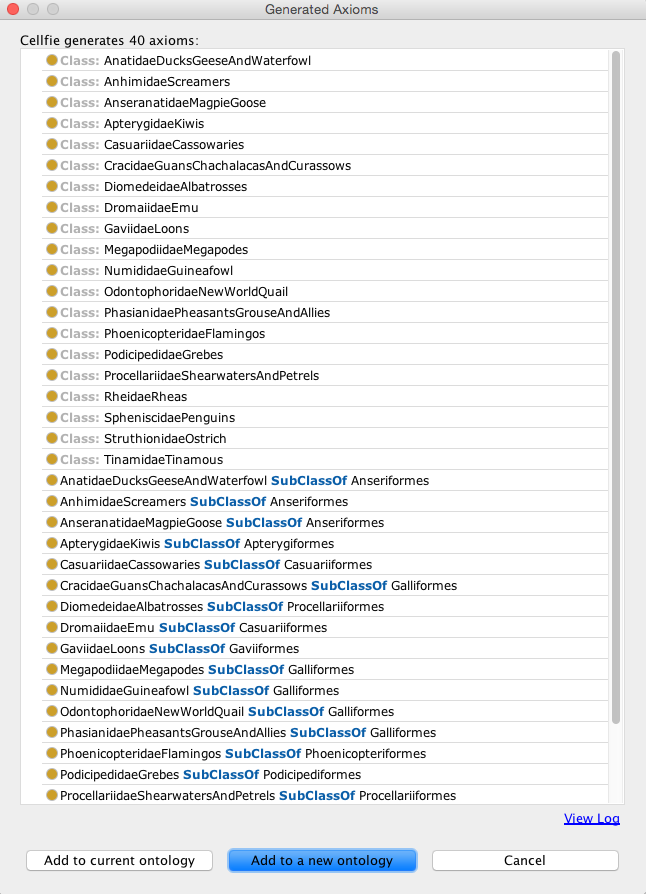 Generated Axioms
Cellfie generates 40 axioms:
Class: AnatidaeDucksGeeseAndWaterfowl
Class: AnhimidaeScreamers
Class: AnseranatidaeMagpieGoose
Class: ApterygidaeKiwis
Class: CasuariidaeCassowaries
Class: CracidaeGuansChachalacasAndCurassows
Class: DiomedeidaeAlbatrosses
Class: DromaiidaeEmu
Class: GaviidaeLoons
Class: MegapodiidaeMegapodes
Class: NumididaeGuineafowl
Class: OdontophoridaeNewWorldQuail
Class: PhasianidaePheasantsGrouseAndAllies
Class: PhoenicopteridaeFlamingos
Class: PodicipedidaeGrebes
Class: ProcellariidaeShearwatersAndPetrels
Class: RheidaeRheas
Class: SpheniscidaePenguins
Class: StruthionidaeOstrich
Class: TinamidaeTinamous
AnatidaeDucksGeeseAndWaterfowl SubClassOf Anseriformes
AnhimidaeScreamers SubClassOf Anseriformes
AnseranatidaeMagpieGoose SubClassOf Anseriformes
ApterygidaeKiwis SubClassOf Apterygiformes
CasuariidaeCassowaries SubClassOf Casuariiformes
CracidaeGuansChachalacasAndCurassows SubClassOf Galliformes
DiomedeidaeAlbatrosses SubClassOf Procellariiformes
DromaiidaeEmu SubClassOf Casuariiformes
GaviidaeLoons SubClassOf Gaviiformes
MegapodiidaeMegapodes SubClassOf Galliformes
NumididaeGuineafowl SubClassOf Galliformes
OdontophoridaeNewWorldQuail SubClassOf Galliformes
PhasianidaePheasantsGrouseAndAllies SubClassOf Galliformes
PhoenicopteridaeFlamingos SubClassOf Phoenicopteriformes
PodicipedidaeGrebes SubClassOf Podicipediformes
ProcellariidaeShearwatersAndPetrels SubClassOf Procellariiformes
View Log
Add to current ontology Add to a new ontology Cancel